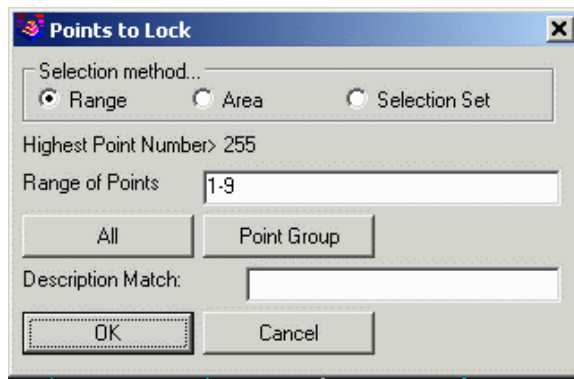 Points to Lock
Selection method...
Range Area Selection Set
Highest Point Number> 255
Range of Points 1-9
All Point Group
Description Match:
OK Cancel